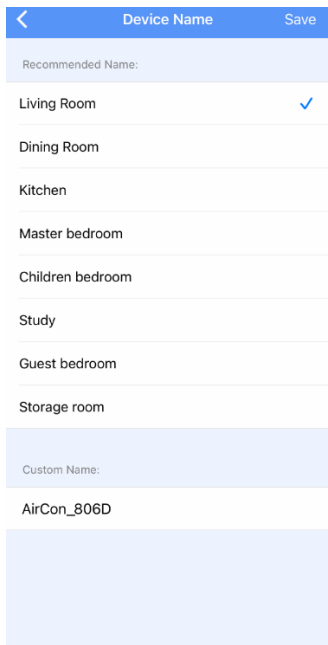 Device Name Save
Recommended Name:
Living Room
Dining Room
Kitchen
Master bedroom
Children bedroom
Study
Guest bedroom
Storage room
Custom Name:
AirCon_806D